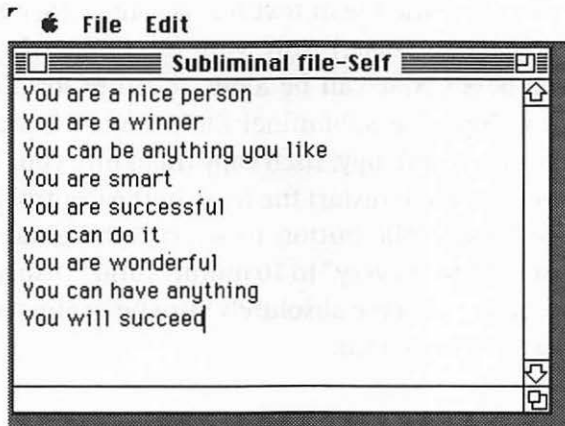 File Edit
Subliminal file-Self
You are a nice person
You are a winner
You can be anything you like
You are smart
You are successful
You can do it
You are wonderful
You can have anything
You will succeed